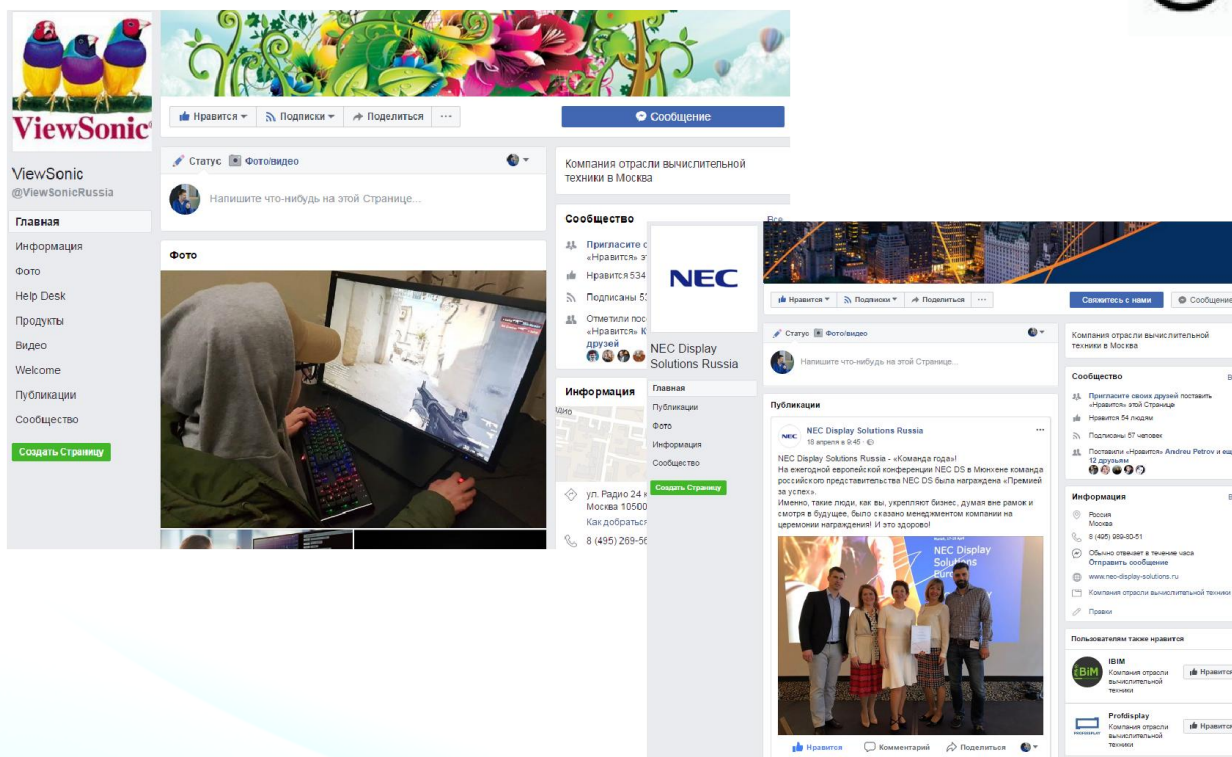 ViewSonic
ViewSonic
@ViewSonicRussia
Главная
Информация
Фото
Help Desk
Продукты
Видео
Welcome
Публикации
Сообщество
Создать Страницу
Нравится
Подписки
Поделиться
Сообщение
Статус
Фото/видео
Напишите что-нибудь на этой Странице...
Фото
Компания отрасли вычислительной
техники в Москва
Сообщество
Все
Пригласите
«Нравится»
Нравится 534
Подписаны
Отметили
«Нравится»
друзей
Информация
ул. Радио 24
Москва 10500
Как добраться
8 (495) 269-56
NEC
NEC Display
Solutions Russia
Главная
Публикации
Фото
Информация
Сообщество
Создать Страницу
Нравится
Подписки
Поделиться
Свяжитесь с нами
Сообщение
Статус
Фото/видео
Напишите что-нибудь на этой Странице...
Публикации
NEC
NEC Display Solutions Russia
18 апреля в 9:45
NEC Display Solutions Russia - «Команда года»!
На ежегодной европейской конференции NEC DS в Мюнхене команда
российского представительства NEC DS была награждена «Премией
за успех».
Именно, такие люди, как вы, укрепляют бизнес, думая вне рамок и
смотря в будущее, было сказано менеджментом компании на
церемонии награждения! И это здорово!
NEC Display
Solutions
Нравится
Комментарий
Поделиться
Компания отрасли вычислительной
техники в Москва
Сообщество
Пригласите своих друзей поставить
«Нравится» этой Странице
Нравится 54 людям
Подписаны 57 человек
Поставили «Нравится» Andreu Petrov и ещё
12 друзьям
Информация
Россия
Москва
8 (495) 989-80-51
Обычно отвечает в течение часа
Отправить сообщение
www.nec-display-solutions.ru
Компания отрасли вычислительной техники
Правки
Пользователям также нравится
BiM
IBIM
Компания отрасли
вычислительной
техники
Нравится
Profdisplay
Компания отрасли
вычислительной
техники
Нравится